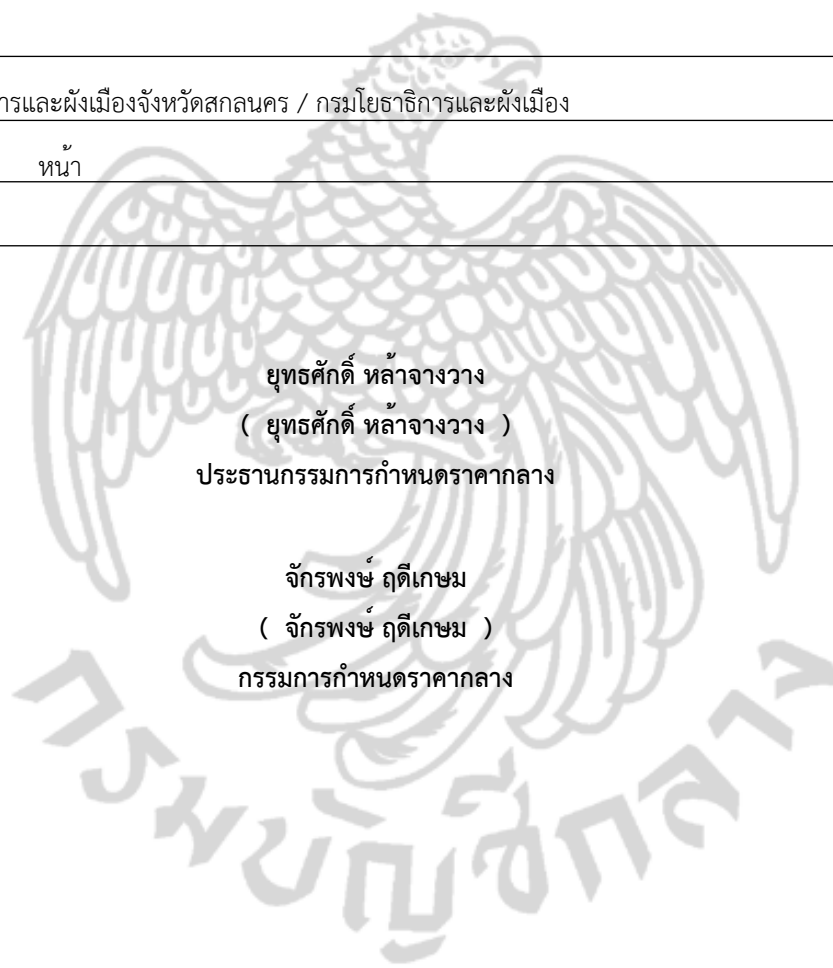 ารและผังเมืองจังหวัดสกลนคร / กรมโยธาธิการและผังเมือง
หน้า
ยุทธศักดิ์ หล้าจางวาง
( ยุทธศักดิ์ หล้าจางวาง )
ประธานกรรมการกำหนดราคากลาง
จักรพงษ์ ฤดีเกษม
( จักรพงษ์ ฤดีเกษม )
กรรมการกำหนดราคากลาง
กรมบัญชีกลาง